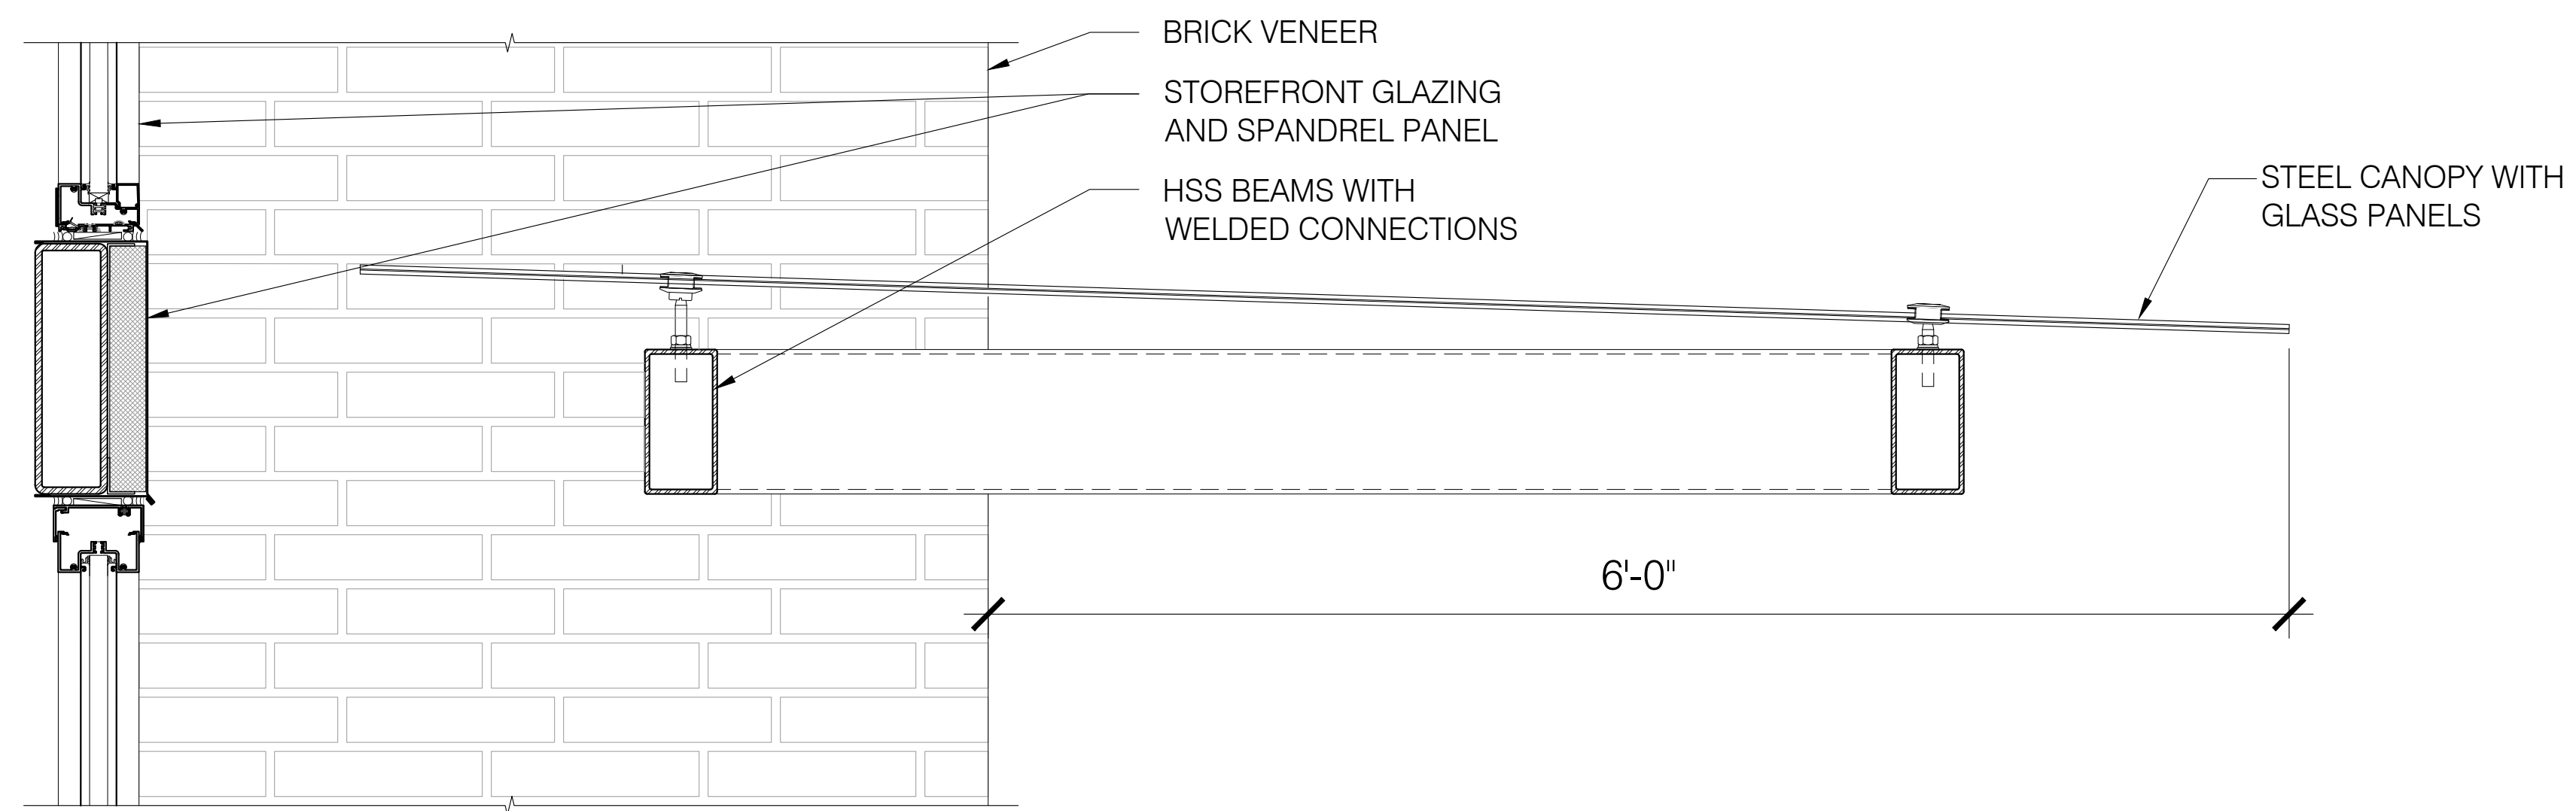 BRICK VENEER
STOREFRONT GLAZING
AND SPANDREL PANEL
HSS BEAMS WITH
WELDED CONNECTIONS
STEEL CANOPY WITH
GLASS PANELS
6'-0"